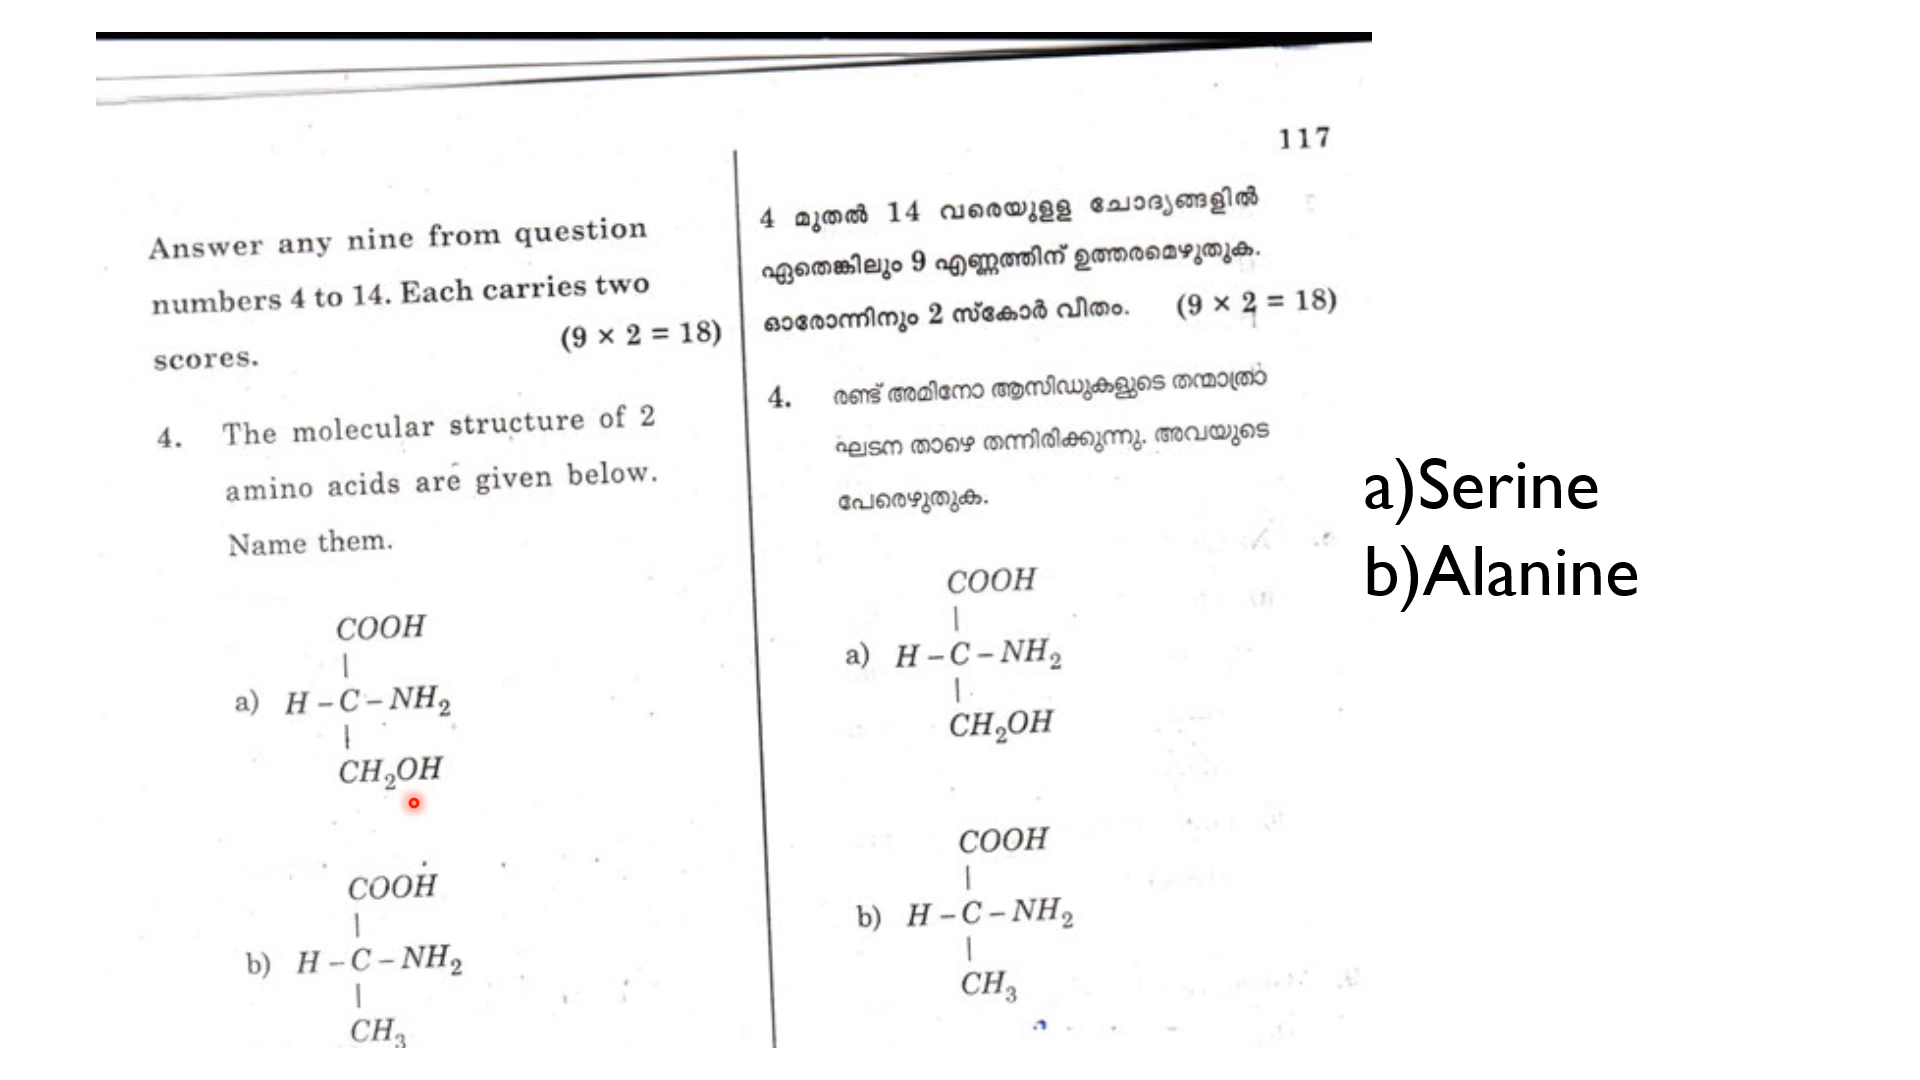 117
Answer any nine from question
numbers 4 to 14. Each carries two
scores. (9 × 2 = 18)
4. The molecular structure of 2
amino acids are given below.
Name them.
COOH
|
a) H – C – NH₂
|
CH₂OH
COOH
|
b) H – C – NH₂
|
CH₃
4 മുതൽ 14 വരെയുള്ള ചോദ്യങ്ങളിൽ
ഏതെങ്കിലും 9 എണ്ണത്തിന് ഉത്തരമെഴുതുക.
ഓരോന്നിനും 2 സ്കോർ വീതം. (9 × 2 = 18)
4. രണ്ട് അമിനോ ആസിഡുകളുടെ തന്മാത്രാ
ഘടന താഴെ തന്നിരിക്കുന്നു. അവയുടെ
പേരെഴുതുക.
COOH
|
a) H – C – NH₂
|
CH₂OH
COOH
|
b) H – C – NH₂
|
CH₃
a)Serine
b)Alanine